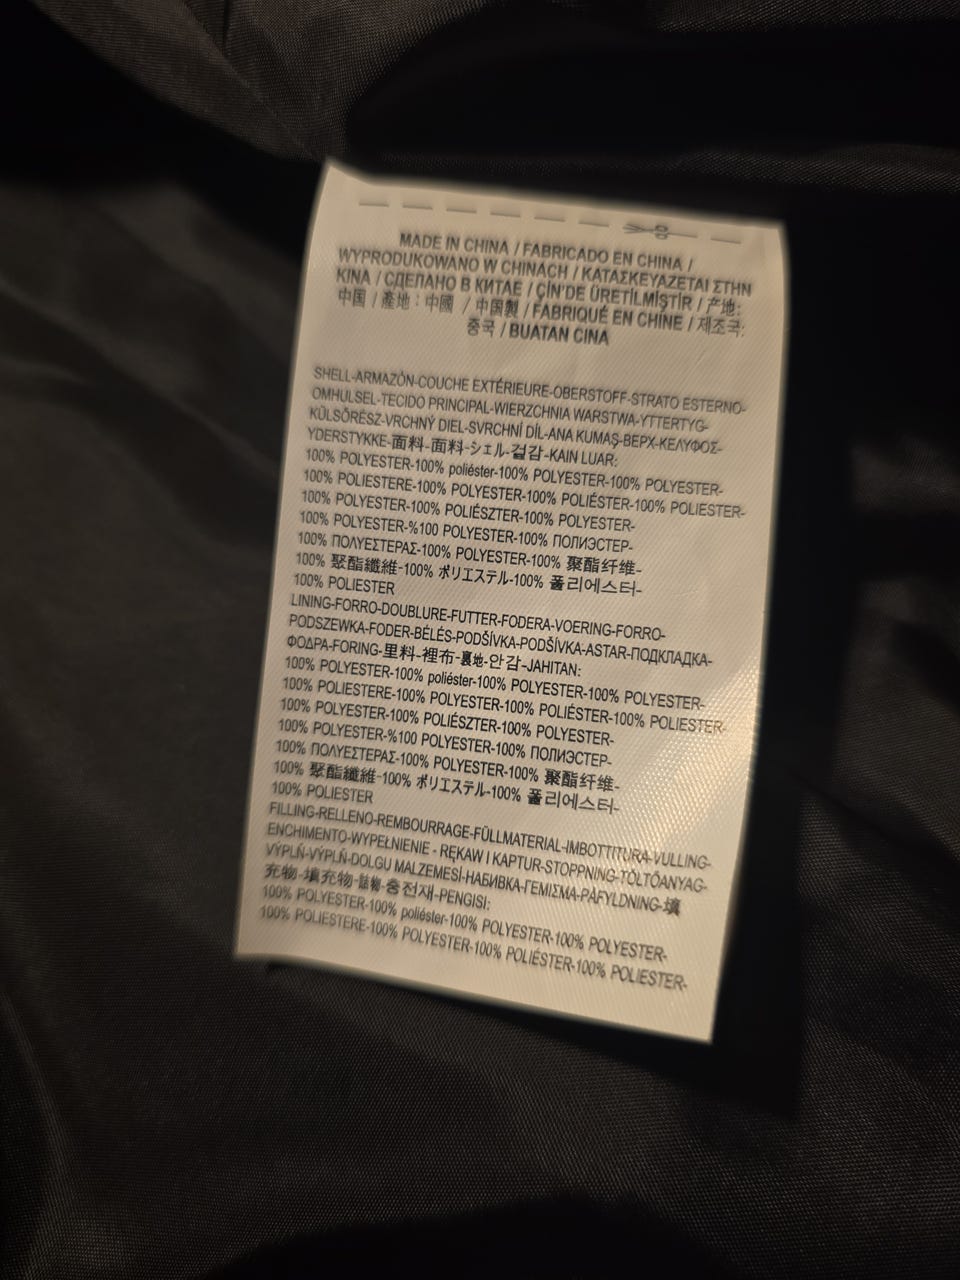 MADE IN CHINA / FABRICADO EN CHINA /
WYPRODUKOWANO W CHINACH / ΚΑΤΑΣΚΕΥΑΖΕΤΑΙ ΣΤΗΝ
ΚΙΝΑ / СДЕЛАНО В КИТАЕ / ÇİN'DE ÜRETİLMİŞTİR / 产地:
中国 / 產地: 中國 / 中国製 / FABRIQUÉ EN CHINE / 제조국:
중국 / BUATAN CINA
SHELL-ARMAZÓN-COUCHE EXTÉRIEURE-OBERSTOFF-STRATO ESTERNO-
OMHULSEL-TECIDO PRINCIPAL-WIERZCHNIA WARSTWA-YTTERTYG-
KÜLSŐRÉSZ-VRCHNÝ DIEL-SVRCHNÍ DÍL-ANA KUMAŞ-ВЕРХ-ΚΕΛΥΦΟΣ-
YDERSTYKKE-面料-面料-シェル-겉감-KAIN LUAR:
100% POLYESTER-100% poliéster-100% POLYESTER-100% POLYESTER-
100% POLIESTERE-100% POLYESTER-100% POLIÉSTER-100% POLIESTER-
100% POLYESTER-100% POLIÉSZTER-100% POLYESTER-
100% POLYESTER-%100 POLYESTER-100% ПОЛИЭСТЕР-
100% ΠΟΛΥΕΣΤΕΡΑΣ-100% POLYESTER-100% 聚酯纤维-
100% 聚酯纖維-100% ポリエステル-100% 폴리에스터-
100% POLIESTER
LINING-FORRO-DOUBLURE-FUTTER-FODERA-VOERING-FORRO-
PODSZEWKA-FODER-BÉLÉS-PODŠÍVKA-PODŠÍVKA-ASTAR-ПОДКЛАДКА-
ΦΟΔΡΑ-FORING-里料-裡布-裏地-안감-JAHITAN:
100% POLYESTER-100% poliéster-100% POLYESTER-100% POLYESTER-
100% POLIESTERE-100% POLYESTER-100% POLIÉSTER-100% POLIESTER-
100% POLYESTER-100% POLIÉSZTER-100% POLYESTER-
100% POLYESTER-%100 POLYESTER-100% ПОЛИЭСТЕР-
100% ΠΟΛΥΕΣΤΕΡΑΣ-100% POLYESTER-100% 聚酯纤维-
100% 聚酯纖維-100% ポリエステル-100% 폴리에스터-
100% POLIESTER
FILLING-RELLENO-REMBOURRAGE-FÜLLMATERIAL-IMBOTTITURA-VULLING-
ENCHIMENTO-WYPEŁNIENIE - RĘKAW I KAPTUR-STOPPNING-TÖLTŐANYAG-
VÝPLŇ-VÝPLŇ-DOLGU MALZEMESİ-НАБИВКА-ΓΕΜΙΣΜΑ-PÅFYLDNING-填
充物-填充物-詰物-충전재-PENGISI:
100% POLYESTER-100% poliéster-100% POLYESTER-100% POLYESTER-
100% POLIESTERE-100% POLYESTER-100% POLIÉSTER-100% POLIESTER-